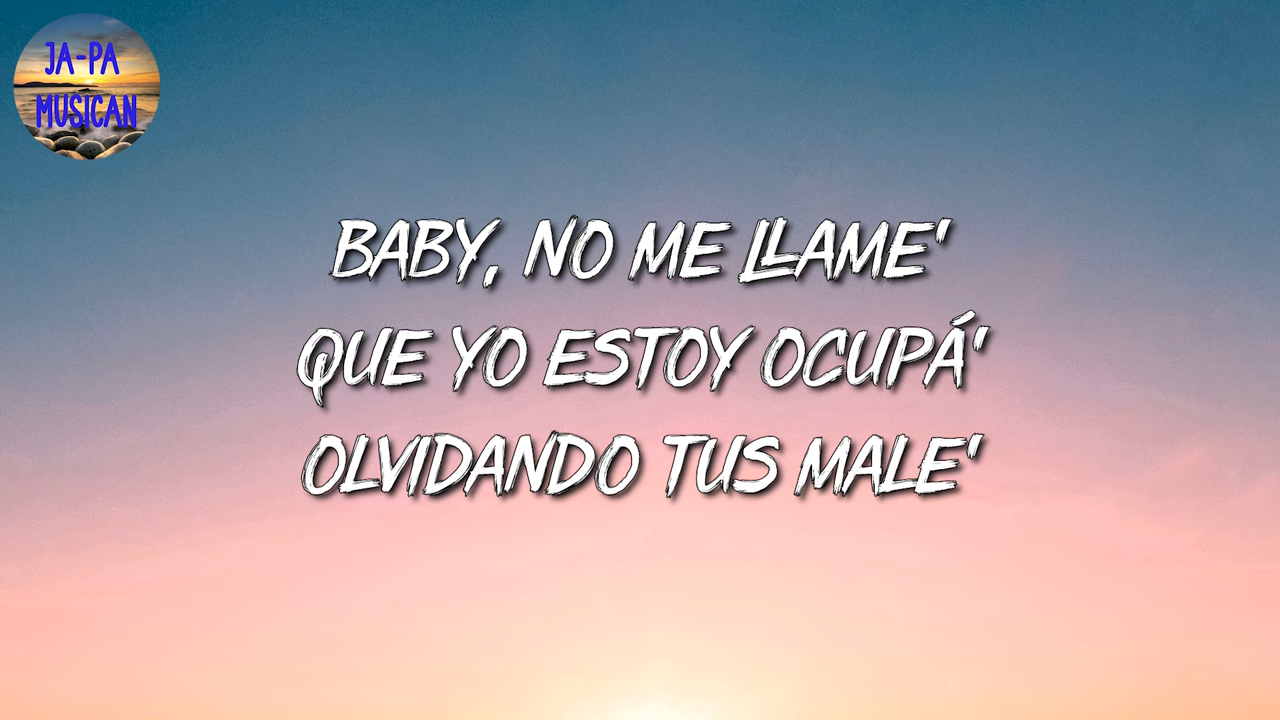 JA-PA
MUSICAN
BABY, NO ME LLAME'
QUE YO ESTOY OCUPÁ'
OLVIDANDO TUS MALE'